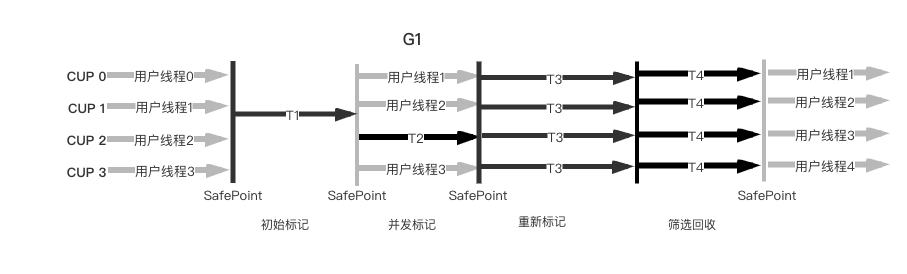 G1
CUP 0 用户线程0 用户线程1 T3 T4 用户线程1
CUP 1 用户线程1 T1 用户线程2 T3 T4 用户线程2
CUP 2 用户线程2 T2 T3 T4 用户线程3
CUP 3 用户线程3 用户线程3 T3 T4 用户线程4
SafePoint SafePoint SafePoint SafePoint
初始标记 并发标记 重新标记 筛选回收